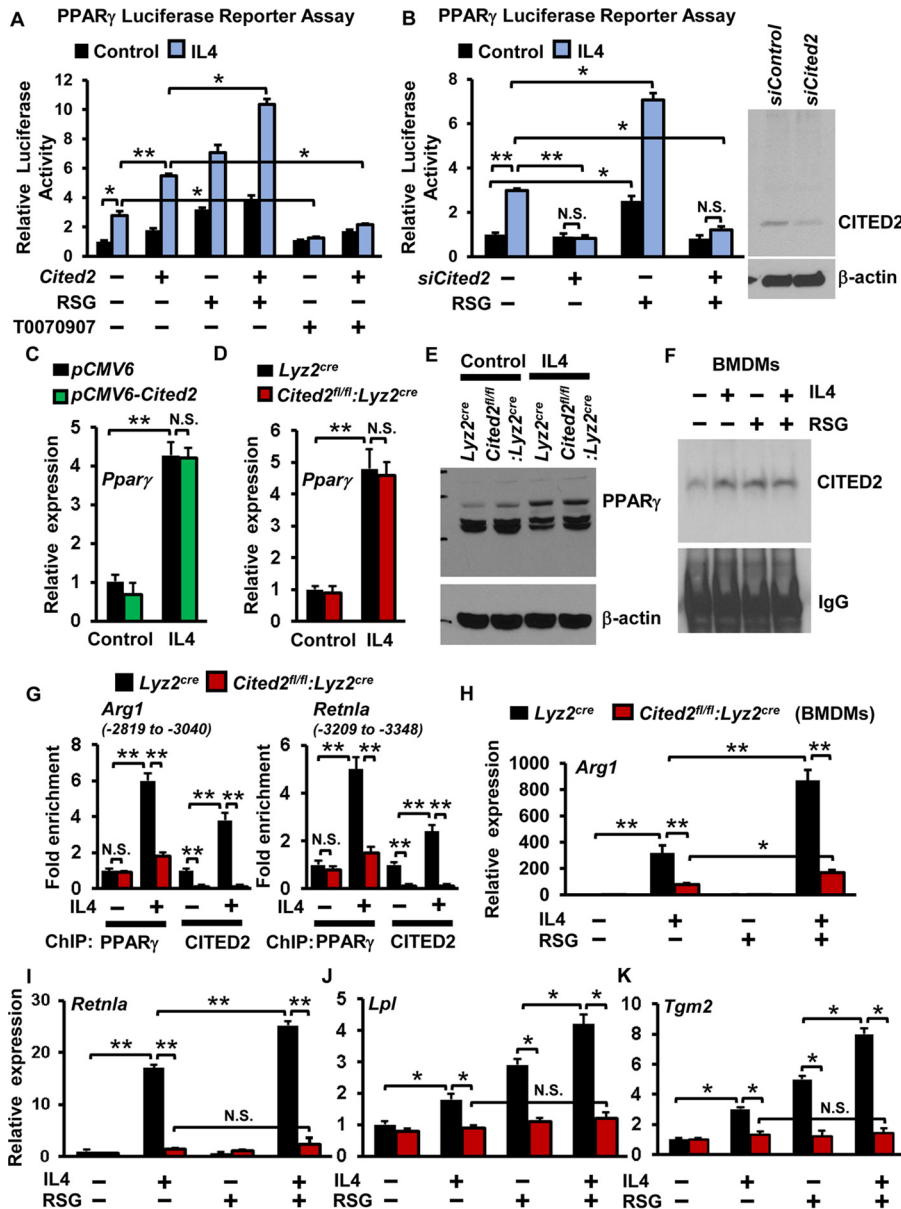 A
PPARγ Luciferase Reporter Assay
Control IL4
Relative Luciferase
Activity
12
10
8
6
4
2
0
*
**
*
*
*
Cited2 – + – + – +
RSG – – + + – –
T0070907 – – – – + +
B
PPARγ Luciferase Reporter Assay
Control IL4
Relative Luciferase
Activity
8
6
4
2
0
*
*
** **
*
N.S.
N.S.
siCited2 – + – +
RSG – – + +
siControl
siCited2
CITED2
β-actin
C
pCMV6
pCMV6-Cited2
Relative expression
5
4
3
2
1
0
** N.S.
Pparγ
Control IL4
D
Lyz2cre
Cited2fl/fl:Lyz2cre
Relative expression
6
5
4
3
2
1
0
** N.S.
Pparγ
Control IL4
E
Control IL4
Lyz2cre
Cited2fl/fl
:Lyz2cre
Lyz2cre
Cited2fl/fl
:Lyz2cre
PPARγ
β-actin
F
BMDMs
– + – + IL4
– – + + RSG
CITED2
IgG
G
Lyz2cre Cited2fl/fl:Lyz2cre
Arg1
(-2819 to -3040)
Fold enrichment
8
6
4
2
0
** **
N.S.
** **
**
IL4 – + – +
ChIP: PPARγ CITED2
Retnla
(-3209 to -3348)
Fold enrichment
6
4
2
0
** **
N.S.
** **
**
IL4 – + – +
ChIP: PPARγ CITED2
H
Lyz2cre Cited2fl/fl:Lyz2cre (BMDMs)
Arg1
Relative expression
1000
800
600
400
200
0
** **
** **
*
IL4 – + – +
RSG – – + +
I
Retnla
Relative expression
30
20
10
0
** **
** **
N.S.
IL4 – + – +
RSG – – + +
J
Lpl
5
4
3
2
1
0
* *
* * *
N.S.
– + – +
– – + +
K
Tgm2
8
6
4
2
0
* *
* * *
N.S.
– + – +
– – + +